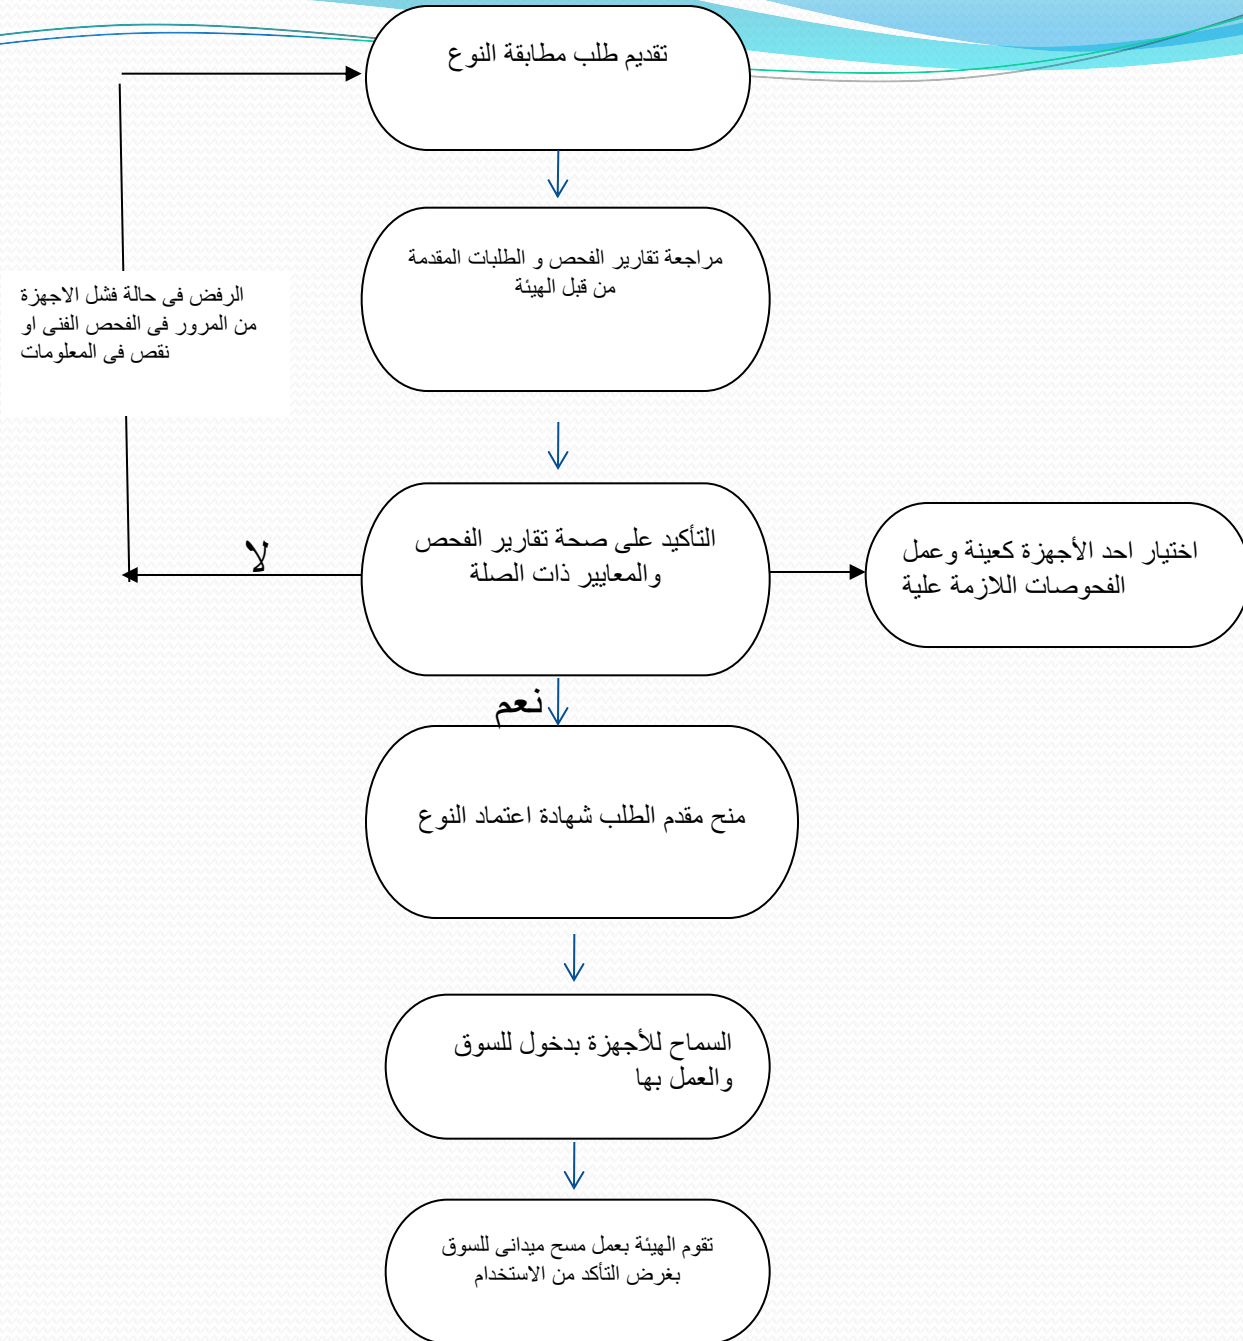 تقديم طلب مطابقة النوع
مراجعة تقارير الفحص و الطلبات المقدمة
من قبل الهيئة
الرفض فى حالة فشل الاجهزة
من المرور فى الفحص الفنى او
نقص فى المعلومات
التأكيد على صحة تقارير الفحص
والمعايير ذات الصلة
اختيار احد الأجهزة كعينة وعمل
الفحوصات اللازمة علية
لا
نعم
منح مقدم الطلب شهادة اعتماد النوع
السماح للأجهزة بدخول للسوق
والعمل بها
تقوم الهيئة بعمل مسح ميدانى للسوق
بغرض التأكد من الاستخدام